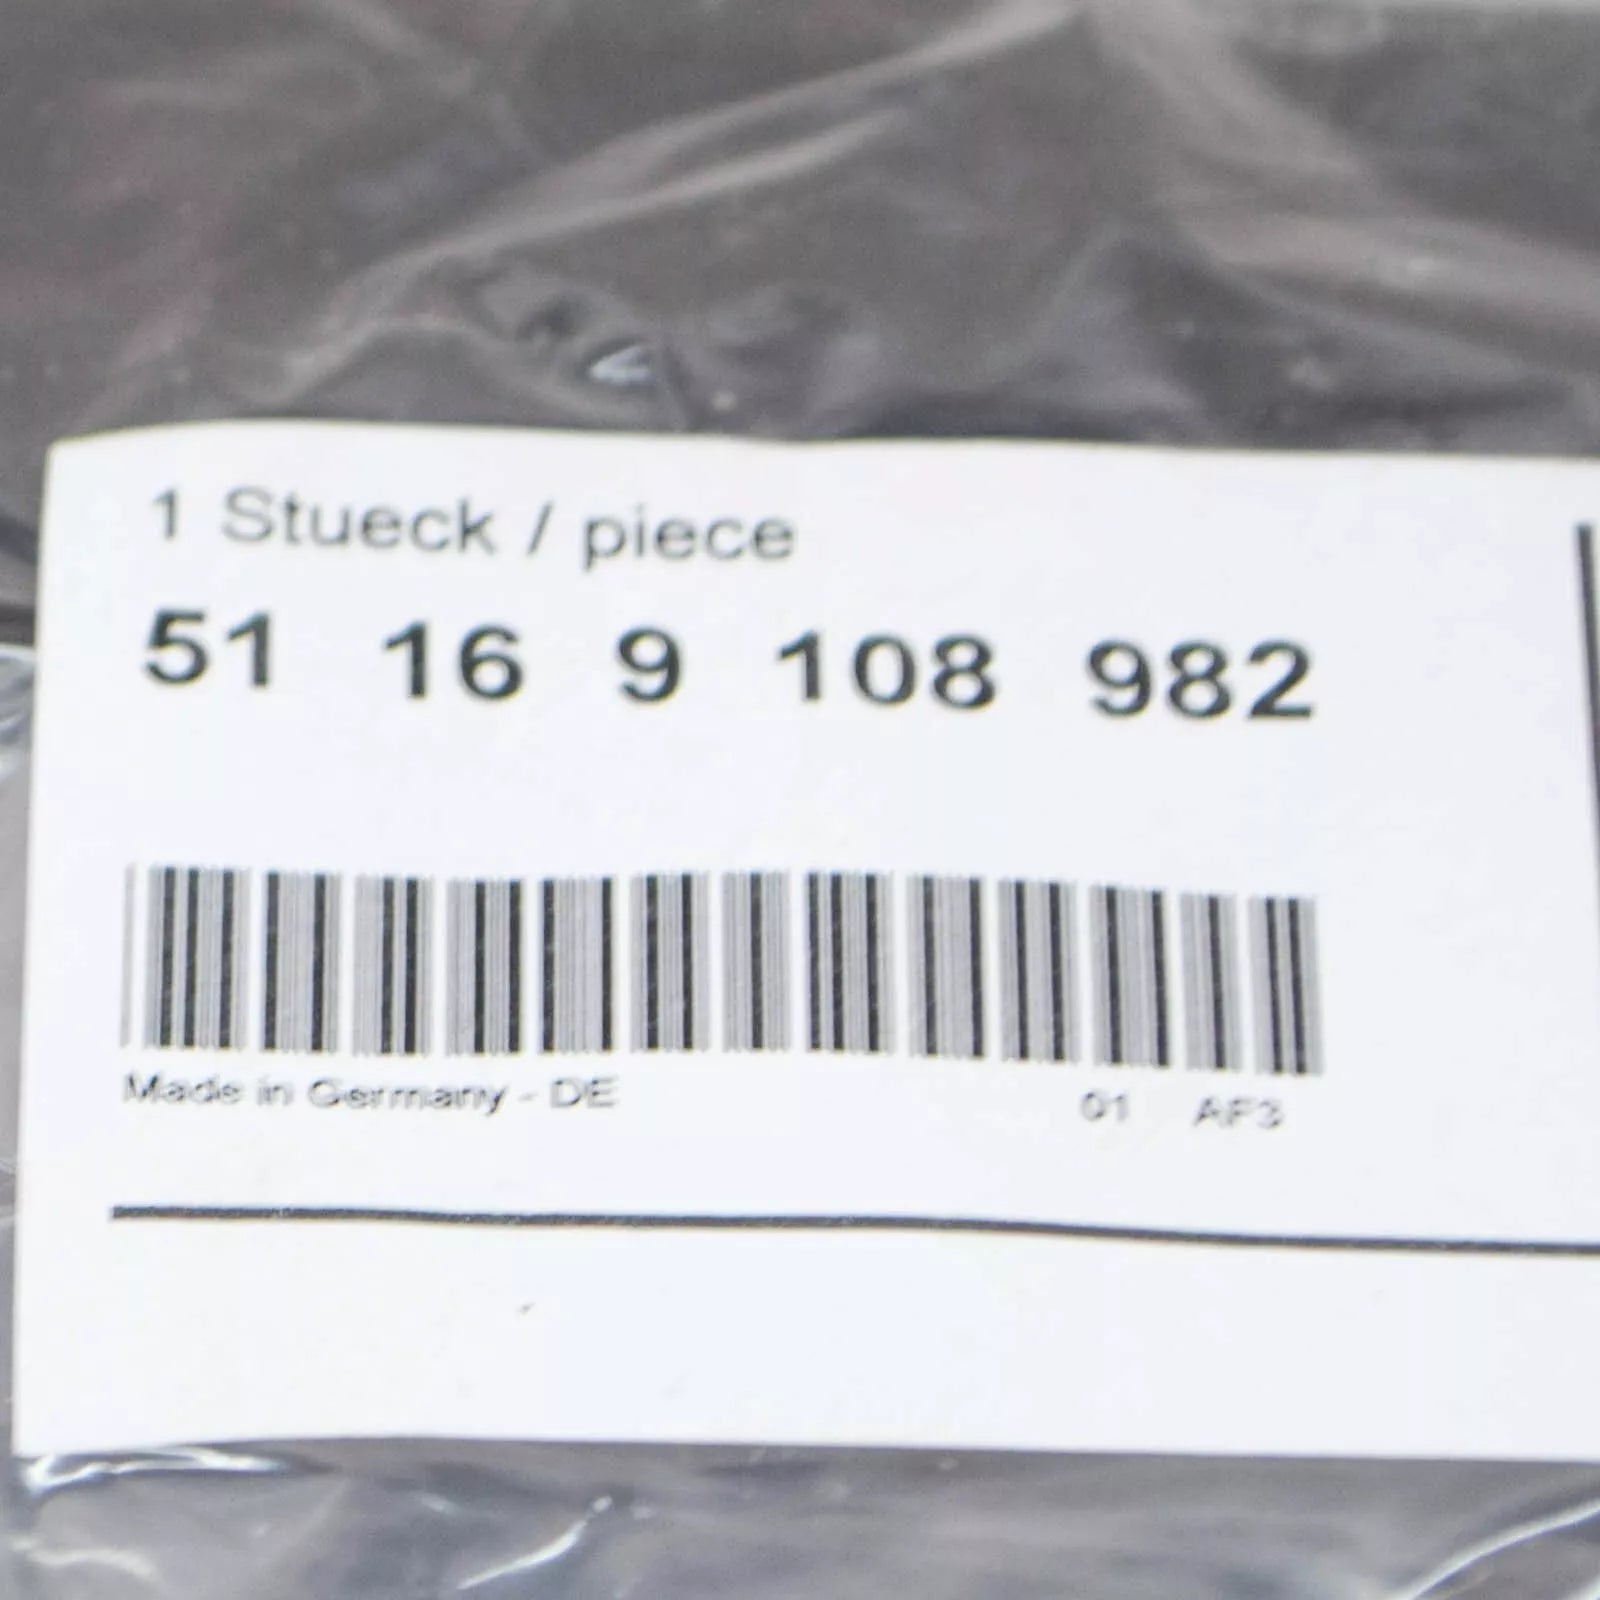 1 Stueck / piece
51 16 9 108 982
Made in Germany - DE
01 AF3